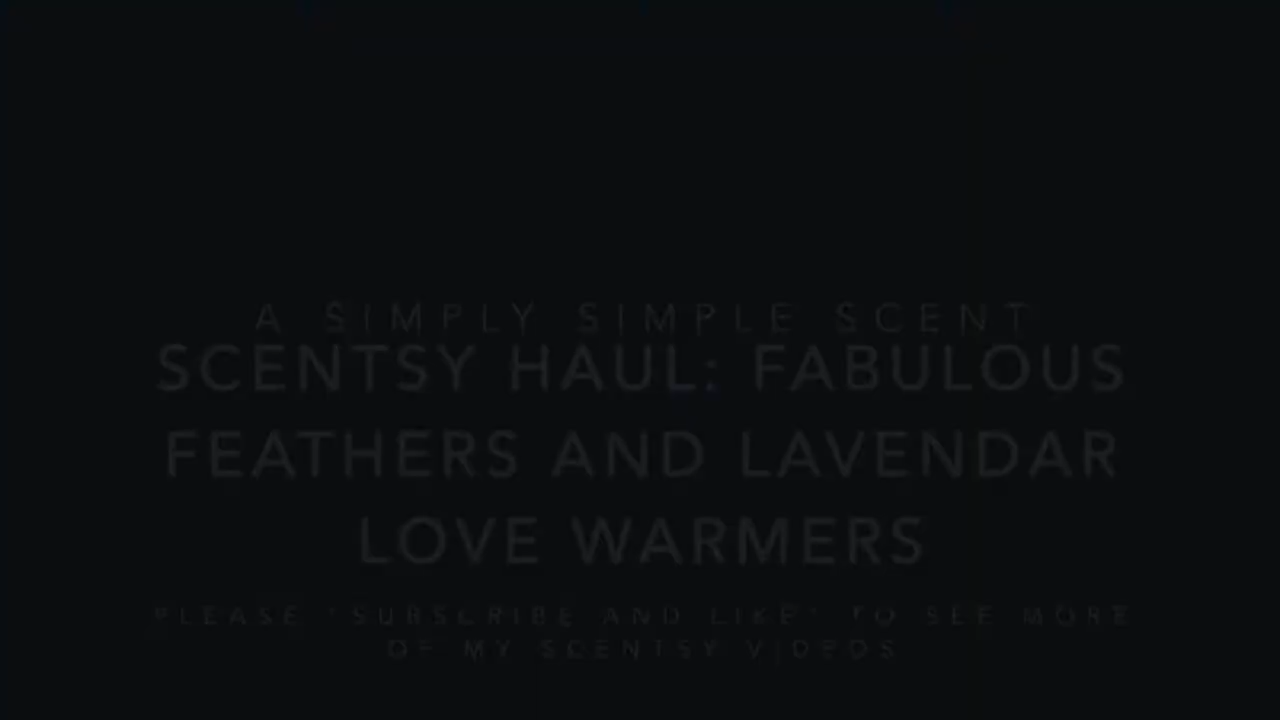 A SIMPLY SIMPLE SCENT
SCENTSY HAUL: FABULOUS
FEATHERS AND LAVENDAR
LOVE WARMERS
PLEASE "SUBSCRIBE AND LIKE" TO SEE MORE
OF MY SCENTSY VIDEOS